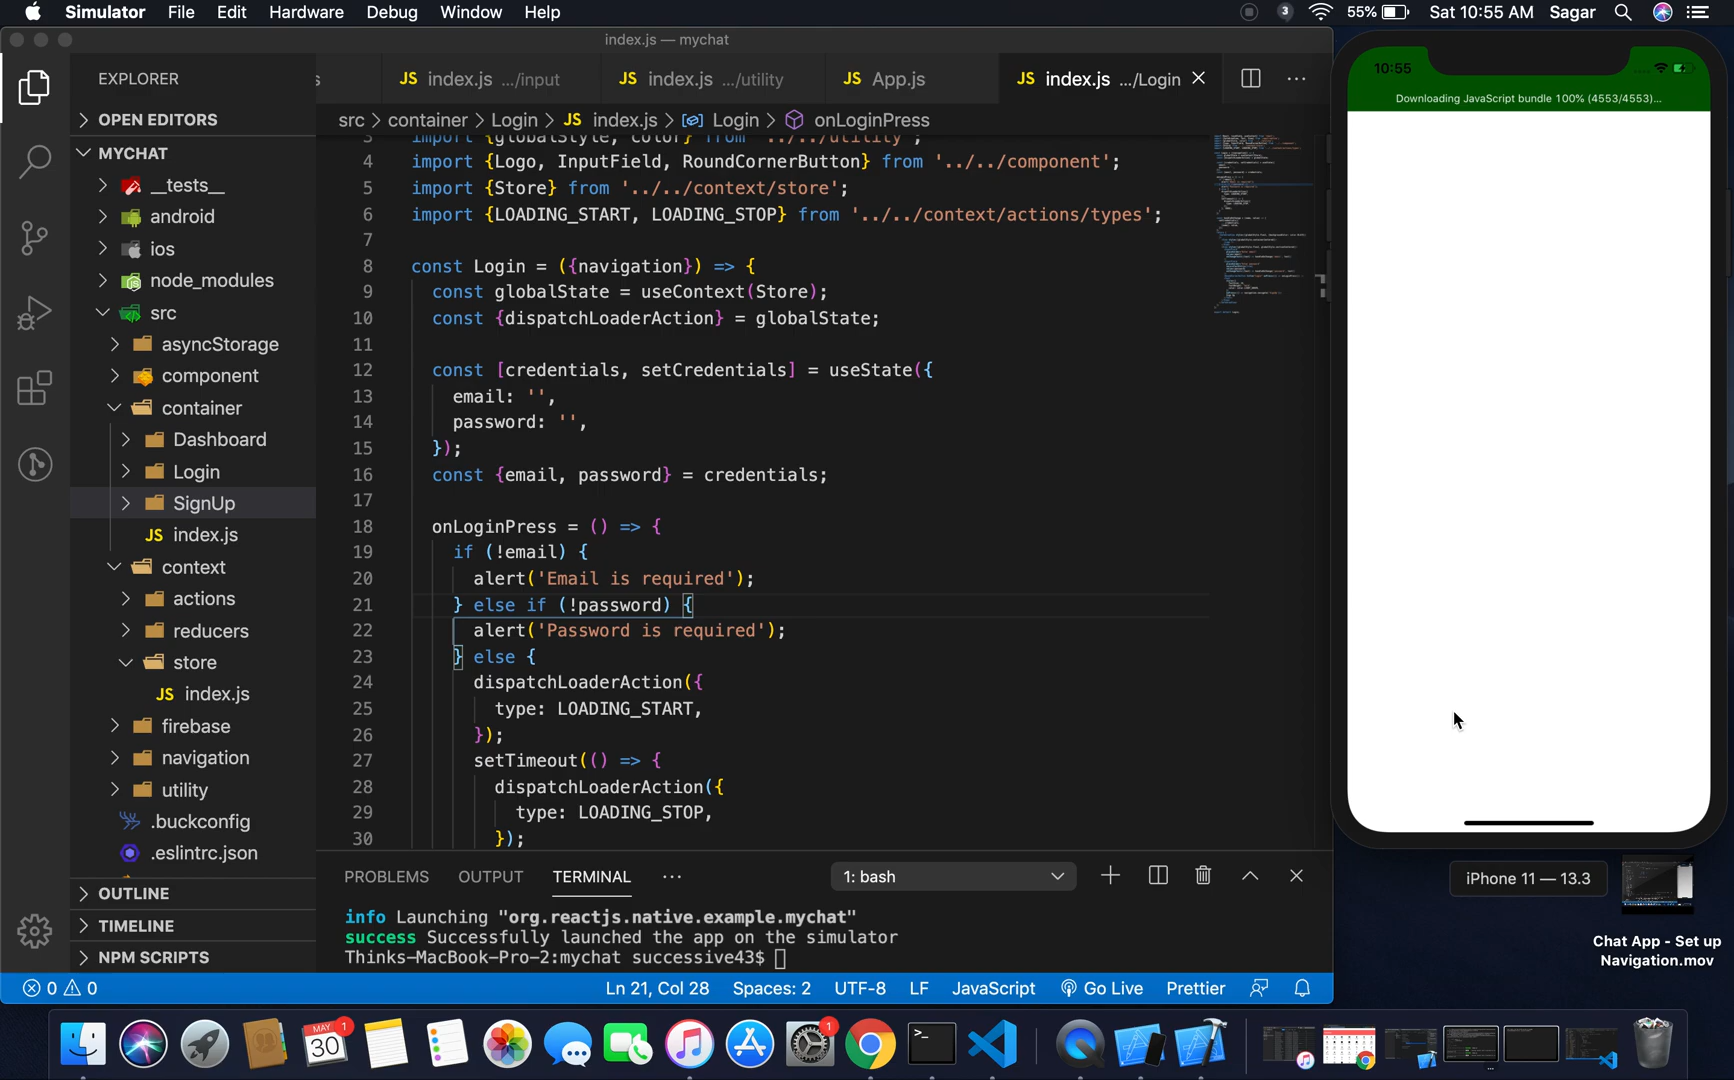 Simulator File Edit Hardware Debug Window Help
3 55% Sat 10:55 AM Sagar
index.js — mychat
EXPLORER
s
JS index.js .../input
JS index.js .../utility
JS App.js
JS index.js .../Login
src > container > Login > JS index.js > Login > onLoginPress
OPEN EDITORS
MYCHAT
__tests__
android
ios
node_modules
src
asyncStorage
component
container
Dashboard
Login
SignUp
JS index.js
context
actions
reducers
store
JS index.js
firebase
navigation
utility
.buckconfig
.eslintrc.json
OUTLINE
TIMELINE
NPM SCRIPTS
3 import {globalStyle, color} from '../../utility';
4 import {Logo, InputField, RoundCornerButton} from '../../component';
5 import {Store} from '../../context/store';
6 import {LOADING_START, LOADING_STOP} from '../../context/actions/types';
7
8 const Login = ({navigation}) => {
9 const globalState = useContext(Store);
10 const {dispatchLoaderAction} = globalState;
11
12 const [credentials, setCredentials] = useState({
13 email: '',
14 password: '',
15 });
16 const {email, password} = credentials;
17
18 onLoginPress = () => {
19 if (!email) {
20 alert('Email is required');
21 } else if (!password) {
22 alert('Password is required');
23 } else {
24 dispatchLoaderAction({
25 type: LOADING_START,
26 });
27 setTimeout(() => {
28 dispatchLoaderAction({
29 type: LOADING_STOP,
30 });
PROBLEMS OUTPUT TERMINAL ··· 1: bash
info Launching "org.reactjs.native.example.mychat"
success Successfully launched the app on the simulator
Thinks-MacBook-Pro-2:mychat successive43$
0 0 Ln 21, Col 28 Spaces: 2 UTF-8 LF JavaScript Go Live Prettier
10:55
Downloading JavaScript bundle 100% (4553/4553)...
iPhone 11 — 13.3
Chat App - Set up
Navigation.mov
MAY 1
30
1